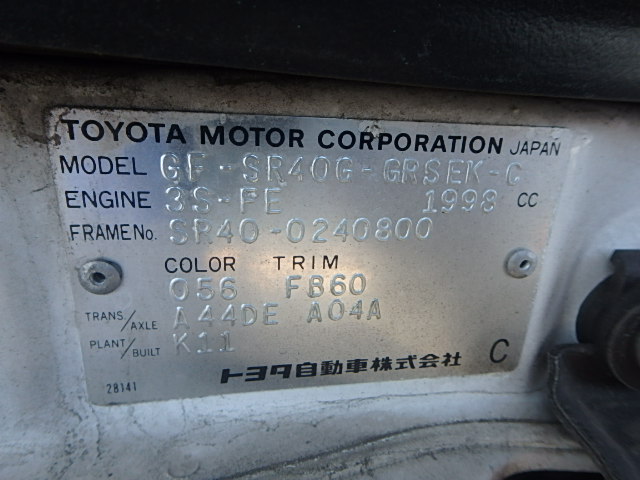 TOYOTA MOTOR CORPORATION JAPAN
MODEL GF-SR40G-GRSEK-C
ENGINE 3S-FE 1998 CC
FRAME No. SR40-0240800
COLOR TRIM
056 FB60
TRANS./AXLE A44DE A04A
PLANT/BUILT K11
トヨタ自動車株式会社 C
28141